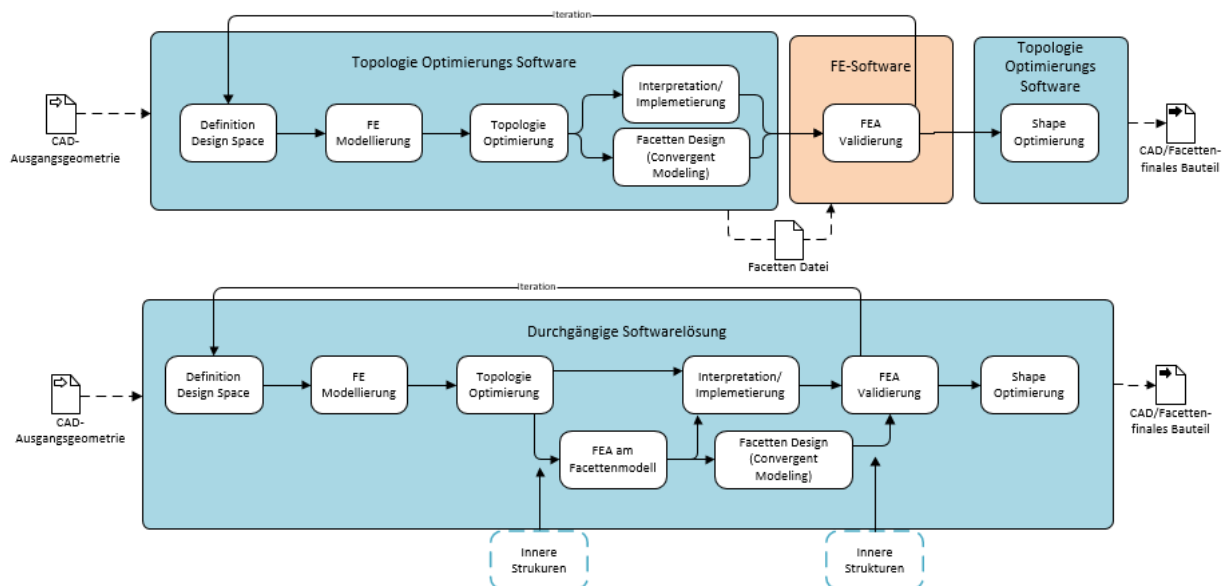 Iteration
Topologie Optimierungs Software
FE-Software
Topologie
Optimierungs
Software
CAD-
Ausgangsgeometrie
Definition
Design Space
FE
Modellierung
Topologie
Optimierung
Interpretation/
Implemetierung
Facetten Design
(Convergent
Modeling)
FEA
Validierung
Shape
Optimierung
CAD/Facetten-
finales Bauteil
Facetten Datei
Iteration
Durchgängige Softwarelösung
CAD-
Ausgangsgeometrie
Definition
Design Space
FE
Modellierung
Topologie
Optimierung
Interpretation/
Implemetierung
FEA
Validierung
Shape
Optimierung
CAD/Facetten-
finales Bauteil
FEA am
Facettenmodell
Facetten Design
(Convergent
Modeling)
Innere
Strukuren
Innere
Strukturen